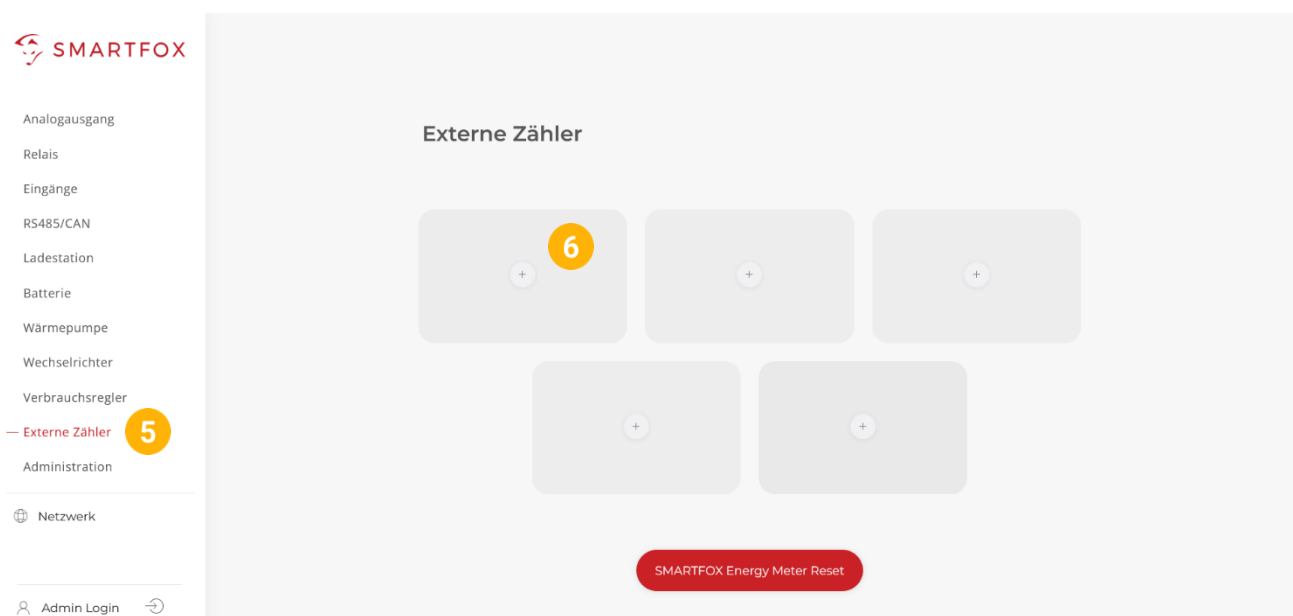 SMARTFOX
Analogausgang
Relais
Eingänge
RS485/CAN
Ladestation
Batterie
Wärmepumpe
Wechselrichter
Verbrauchsregler
Externe Zähler
5
Administration
Netzwerk
Admin Login
Externe Zähler
6
+
+
+
+
+
SMARTFOX Energy Meter Reset